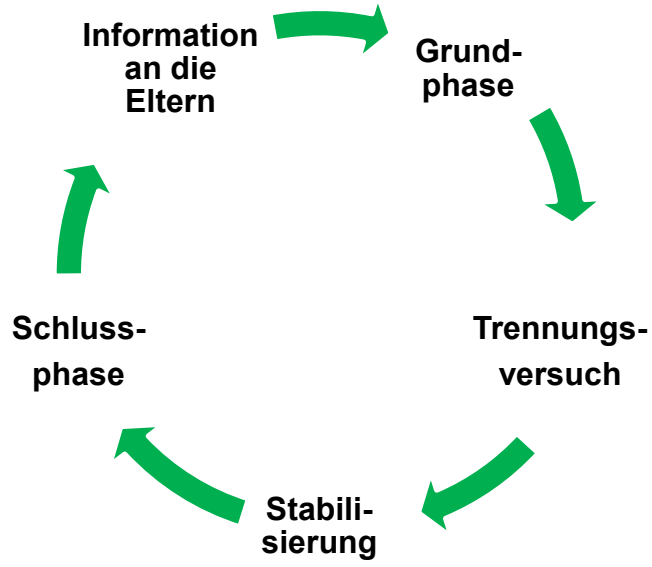 Information
an die
Eltern
Grund-
phase
Trennungs-
versuch
Stabili-
sierung
Schluss-
phase